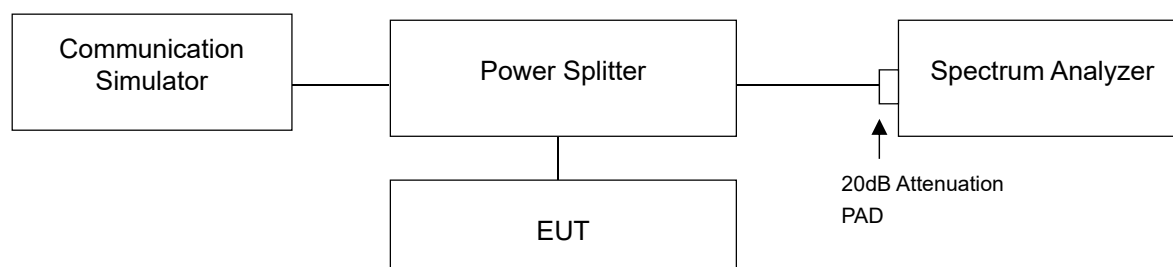 Communication
Simulator
Power Splitter
Spectrum Analyzer
20dB Attenuation
PAD
EUT